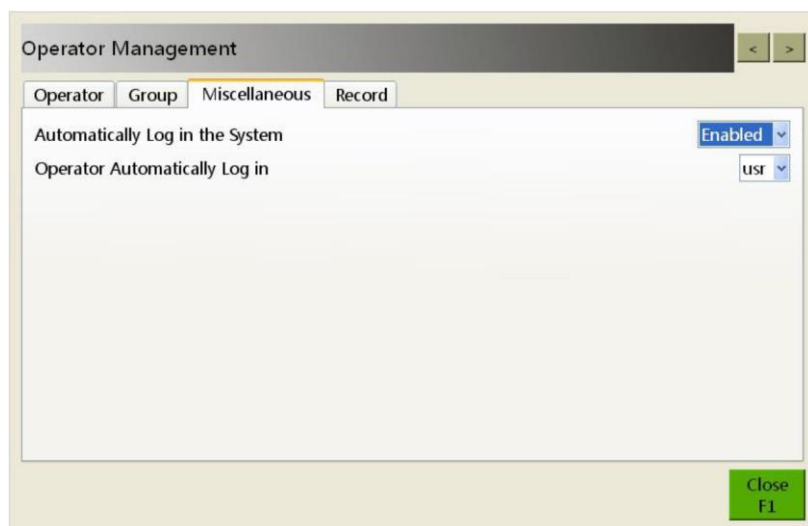 Operator Management
< >
Operator Group Miscellaneous Record
Automatically Log in the System Enabled
Operator Automatically Log in usr
Close
F1